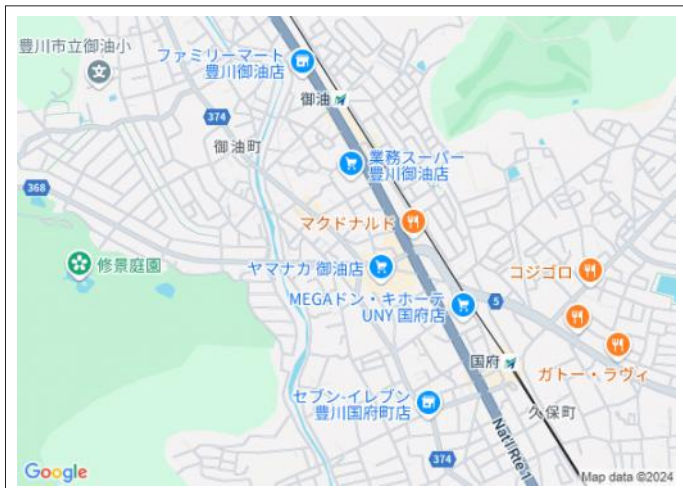 豊川市立御油小
ファミリーマート
豊川御油店
御油
374
御油町
業務スーパー
豊川御油店
368
マクドナルド
修景庭園
ヤマナカ 御油店
コジゴロ
MEGAドン・キホーテ
UNY 国府店
5
国府
ガトー・ラヴィ
セブン-イレブン
豊川国府町店
久保町
Nat'l Rte 1
374
Google
Map data ©2024